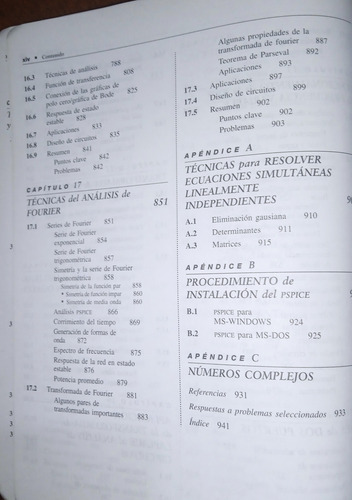 xiv • Contenido
16.3 Técnicas de análisis 788
16.4 Función de transferencia 808
16.5 Conexión de las gráficas de
polo cero/gráfica de Bode 825
16.6 Respuesta de estado
estable 828
16.7 Aplicaciones 833
16.8 Diseño de circuitos 835
16.9 Resumen 841
Puntos clave 842
Problemas 842
CAPÍTULO 17
TÉCNICAS del ANÁLISIS de
FOURIER 851
17.1 Series de Fourier 851
Serie de Fourier
exponencial 854
Serie de Fourier
trigonométrica 857
Simetría y la serie de Fourier
trigonométrica 858
• Simetría de la función par 858
• Simetría de función impar 860
• Simetría de media onda 860
Análisis PSPICE 866
Corrimiento del tiempo 869
Generación de formas de
onda 872
Espectro de frecuencia 875
Respuesta de la red en estado
estable 876
Potencia promedio 879
17.2 Transformada de Fourier 881
Algunos pares de
transformadas importantes 883
Algunas propiedades de la
transformada de fourier 887
Teorema de Parseval 892
Aplicaciones 893
17.3 Aplicaciones 897
17.4 Diseño de circuitos 899
17.5 Resumen 902
Puntos clave 902
Problemas 903
APÉNDICE A
TÉCNICAS para RESOLVER
ECUACIONES SIMULTÁNEAS
LINEALMENTE
INDEPENDIENTES
A.1 Eliminación gausiana 910
A.2 Determinantes 911
A.3 Matrices 915
APÉNDICE B
PROCEDIMIENTO de
INSTALACIÓN del PSPICE
B.1 PSPICE para
MS-WINDOWS 924
B.2 PSPICE para MS-DOS 925
APÉNDICE C
NÚMEROS COMPLEJOS
Referencias 931
Respuestas a problemas seleccionados 933
Índice 941